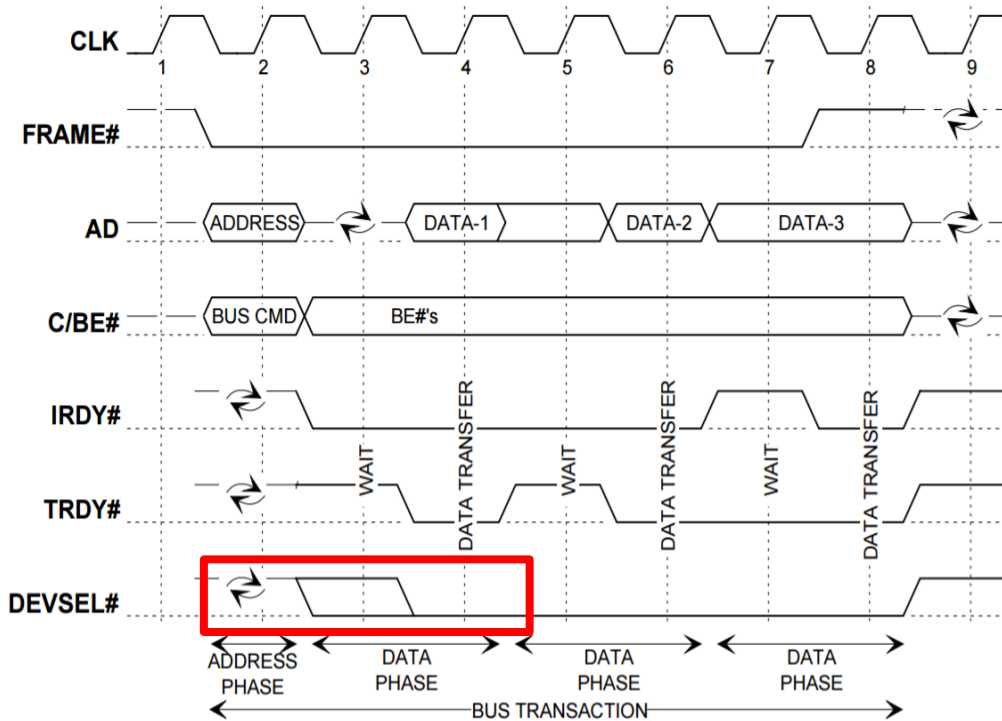 CLK
1 2 3 4 5 6 7 8 9
FRAME#
AD ADDRESS DATA-1 DATA-2 DATA-3
C/BE# BUS CMD BE#'s
IRDY#
WAIT DATA TRANSFER WAIT DATA TRANSFER WAIT DATA TRANSFER
TRDY#
DEVSEL#
ADDRESS PHASE
DATA PHASE
DATA PHASE
DATA PHASE
BUS TRANSACTION